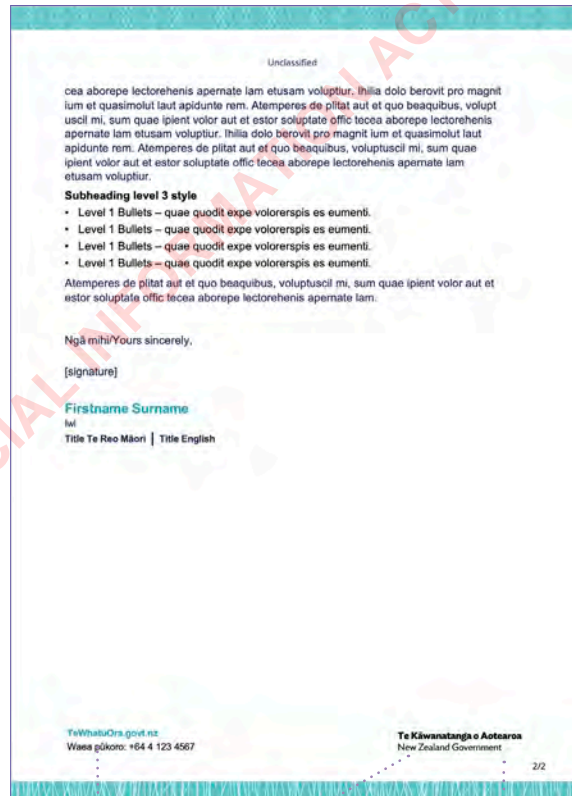 Unclassified
cea aborepe lectorehenis apernate lam etusam voluptiur. Ihilia dolo berovit pro magnit
ium et quasimolut laut apidunte rem. Atemperes de plitat aut et quo beaquibus, volupt
uscil mi, sum quae ipient volor aut et estor soluptate offic tecea aborepe lectorehenis
apernate lam etusam voluptiur. Ihilia dolo berovit pro magnit ium et quasimolut laut
apidunte rem. Atemperes de plitat aut et quo beaquibus, voluptuscil mi, sum quae
ipient volor aut et estor soluptate offic tecea aborepe lectorehenis apernate lam
etusam voluptiur.
Subheading level 3 style
• Level 1 Bullets – quae quodit expe volorerspis es eumenti.
• Level 1 Bullets – quae quodit expe volorerspis es eumenti.
• Level 1 Bullets – quae quodit expe volorerspis es eumenti.
• Level 1 Bullets – quae quodit expe volorerspis es eumenti.
Atemperes de plitat aut et quo beaquibus, voluptuscil mi, sum quae ipient volor aut et
estor soluptate offic tecea aborepe lectorehenis apernate lam.
Ngā mihi/Yours sincerely,
[signature]
Firstname Surname
Iwi
Title Te Reo Māori | Title English
TeWhatuOra.govt.nz
Waea pūkoro: +64 4 123 4567
Te Kāwanatanga o Aotearoa
New Zealand Government
2/2
CIAL INFORMATION ACT